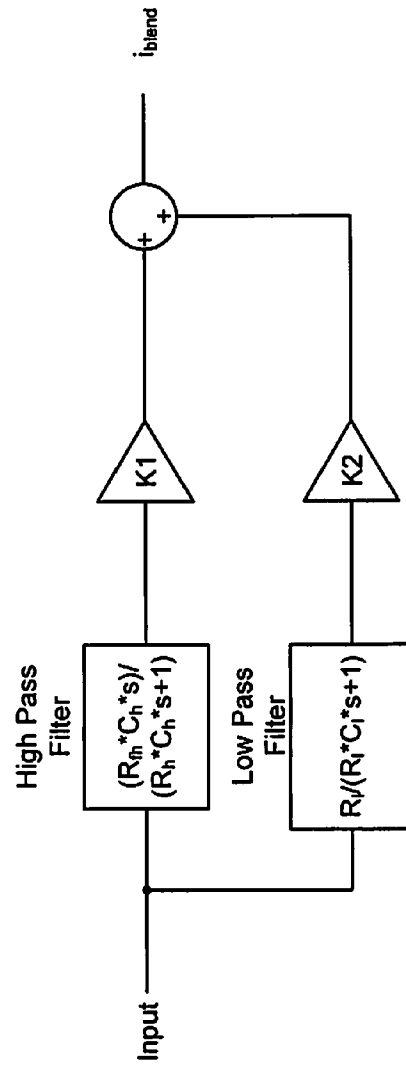 Input
High Pass
Filter
(R_fh*C_h*s)/
(R_h*C_h*s+1)
K1
+
+
i_blend
Low Pass
Filter
R_l/(R_l*C_l*s+1)
K2